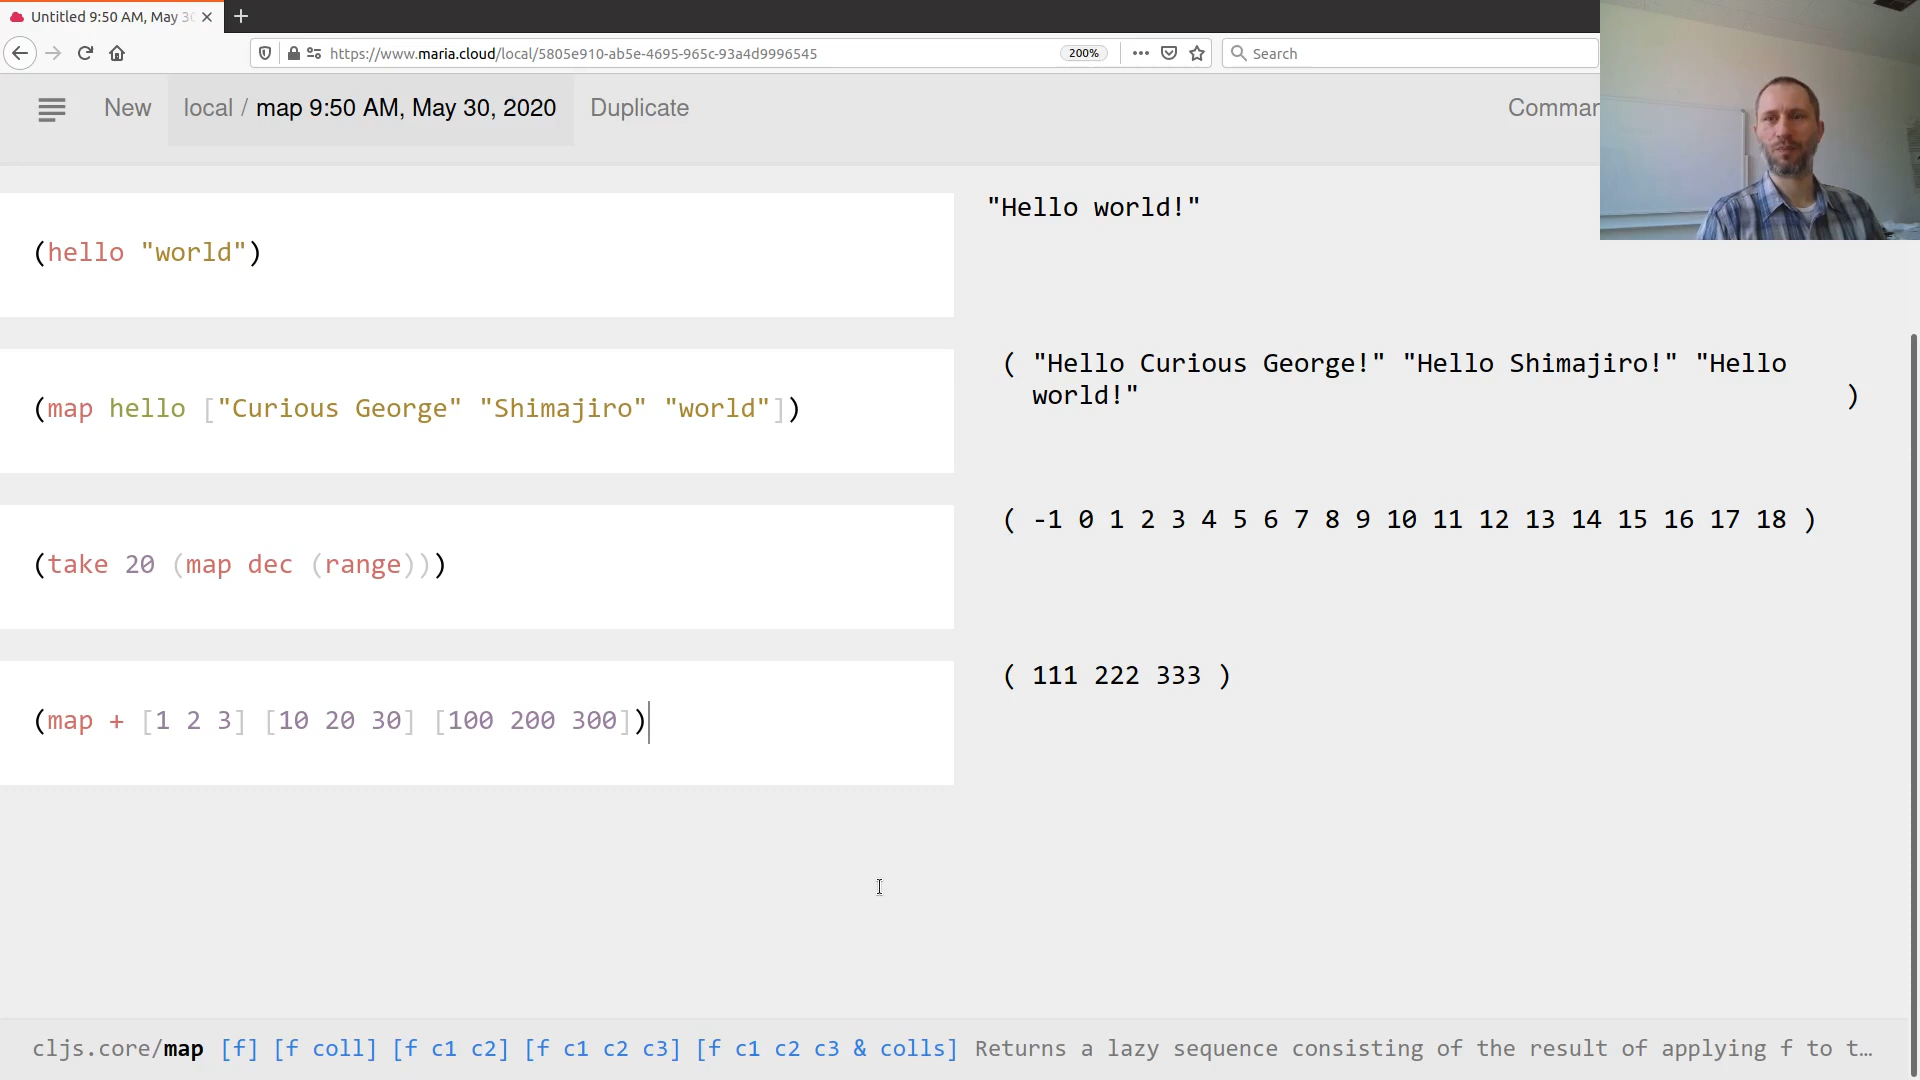 Untitled 9:50 AM, May 30
https://www.maria.cloud/local/5805e910-ab5e-4695-965c-93a4d9996545
200%
Search
New
local / map 9:50 AM, May 30, 2020
Duplicate
Commar
(hello "world")
"Hello world!"
(map hello ["Curious George" "Shimajiro" "world"])
( "Hello Curious George!" "Hello Shimajiro!" "Hello
world!" )
(take 20 (map dec (range)))
( -1 0 1 2 3 4 5 6 7 8 9 10 11 12 13 14 15 16 17 18 )
(map + [1 2 3] [10 20 30] [100 200 300])
( 111 222 333 )
cljs.core/map [f] [f coll] [f c1 c2] [f c1 c2 c3] [f c1 c2 c3 & colls] Returns a lazy sequence consisting of the result of applying f to t…